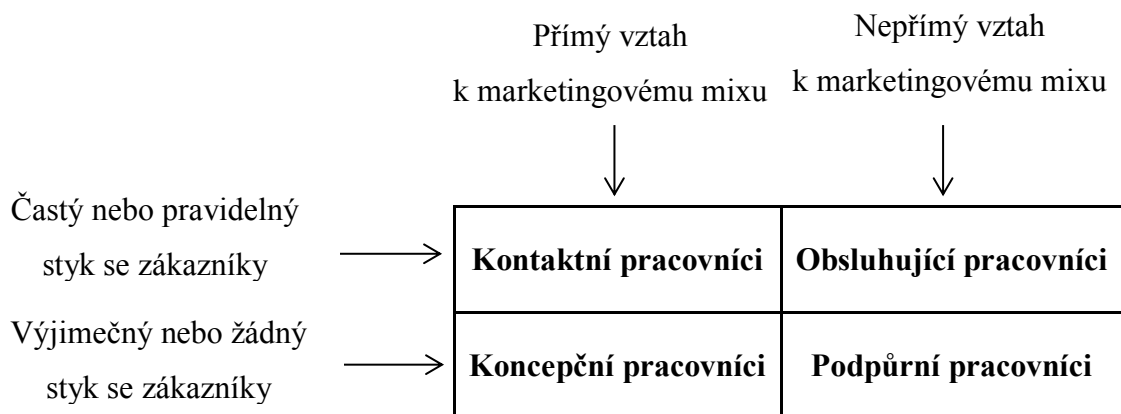 Přímý vztah
k marketingovému mixu
Nepřímý vztah
k marketingovému mixu
Častý nebo pravidelný
styk se zákazníky
Kontaktní pracovníci
Obsluhující pracovníci
Výjimečný nebo žádný
styk se zákazníky
Koncepční pracovníci
Podpůrní pracovníci